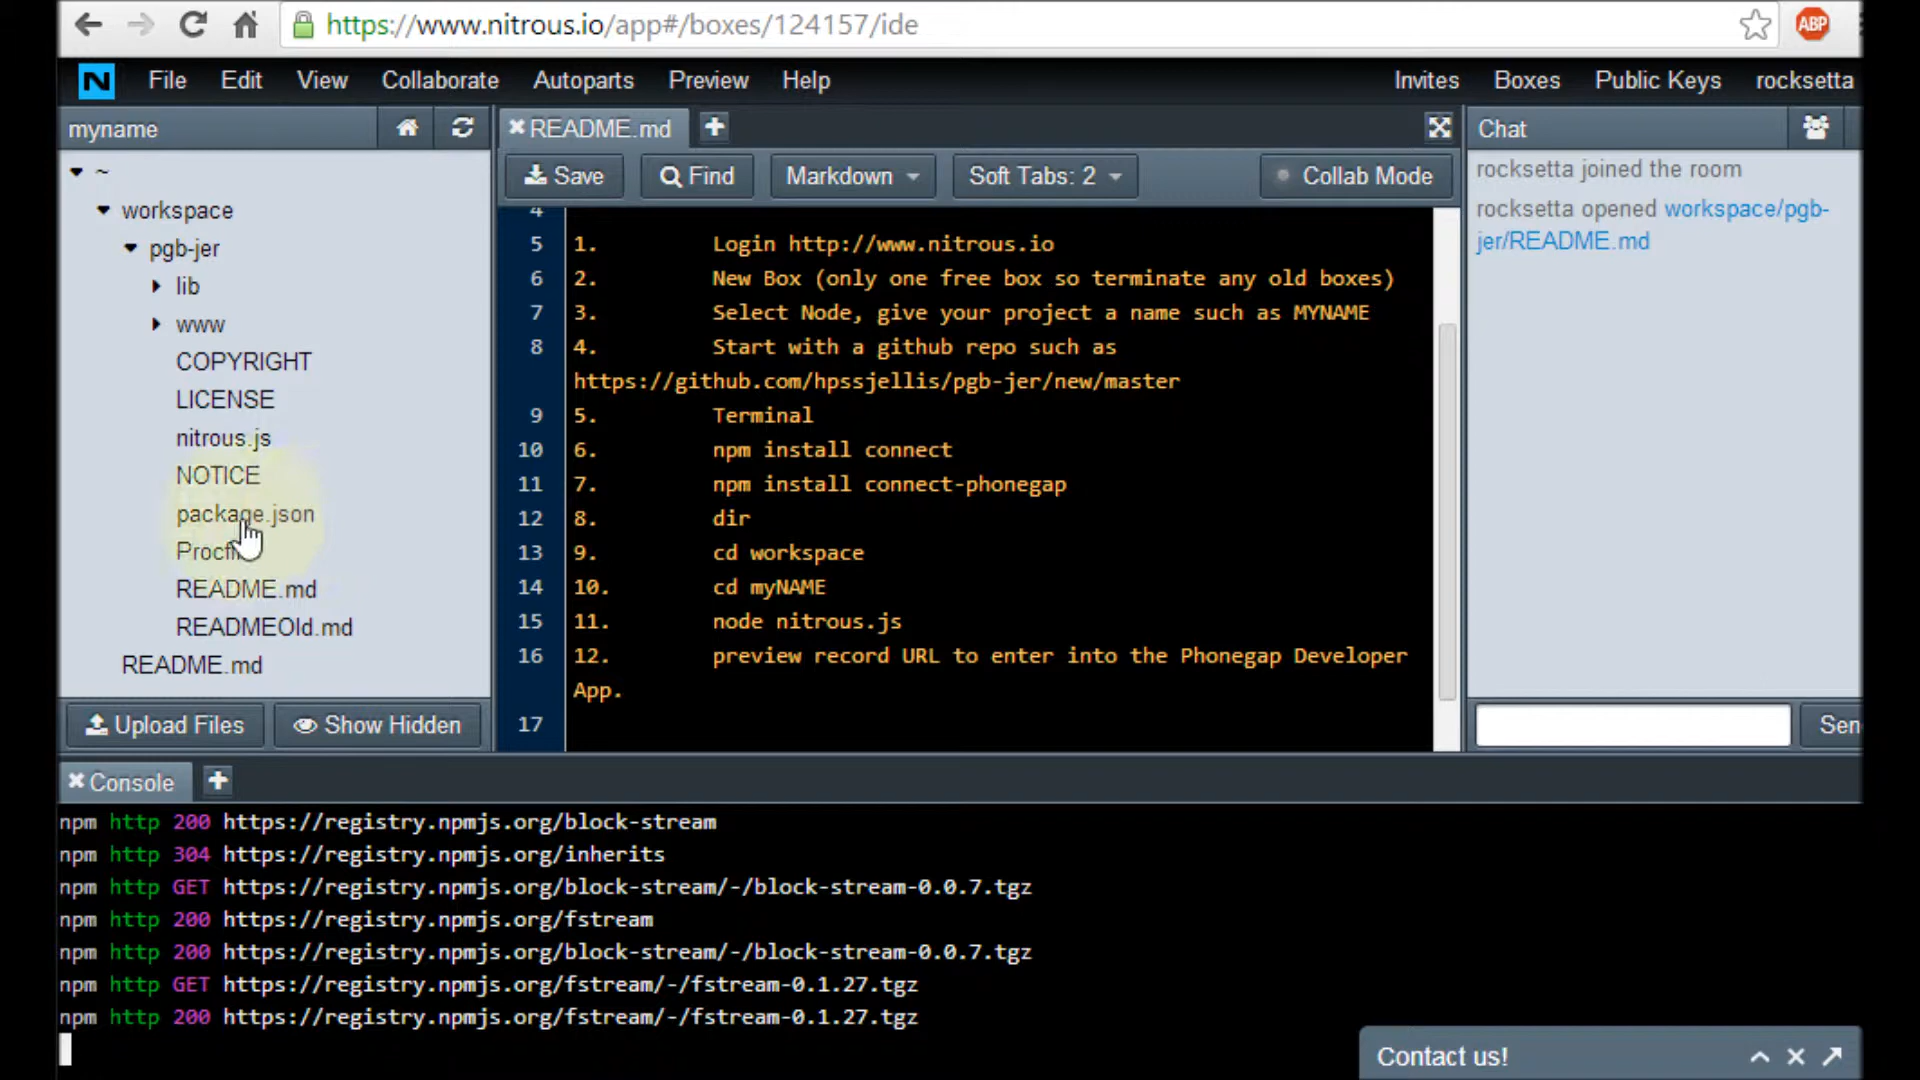 https://www.nitrous.io/app#/boxes/124157/ide
ABP
N File Edit View Collaborate Autoparts Preview Help Invites Boxes Public Keys rocksetta
myname
~
workspace
pgb-jer
lib
www
COPYRIGHT
LICENSE
nitrous.js
NOTICE
package.json
README.md
READMEOld.md
README.md
Upload Files Show Hidden
README.md
Save Find Markdown Soft Tabs: 2 Collab Mode
4
5 1. Login http://www.nitrous.io
6 2. New Box (only one free box so terminate any old boxes)
7 3. Select Node, give your project a name such as MYNAME
8 4. Start with a github repo such as
https://github.com/hpssjellis/pgb-jer/new/master
9 5. Terminal
10 6. npm install connect
11 7. npm install connect-phonegap
12 8. dir
13 9. cd workspace
14 10. cd myNAME
15 11. node nitrous.js
16 12. preview record URL to enter into the Phonegap Developer
App.
17
Chat
rocksetta joined the room
rocksetta opened workspace/pgb-
jer/README.md
Sen
Console
npm http 200 https://registry.npmjs.org/block-stream
npm http 304 https://registry.npmjs.org/inherits
npm http GET https://registry.npmjs.org/block-stream/-/block-stream-0.0.7.tgz
npm http 200 https://registry.npmjs.org/fstream
npm http 200 https://registry.npmjs.org/block-stream/-/block-stream-0.0.7.tgz
npm http GET https://registry.npmjs.org/fstream/-/fstream-0.1.27.tgz
npm http 200 https://registry.npmjs.org/fstream/-/fstream-0.1.27.tgz
Contact us!